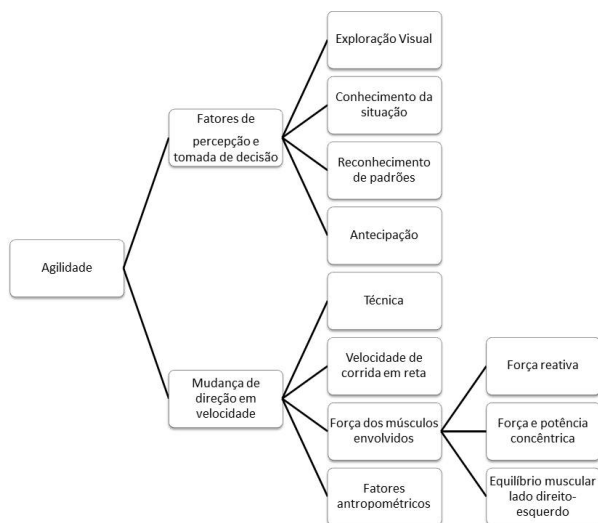 Agilidade
Fatores de
percepção e
tomada de decisão
Exploração Visual
Conhecimento da
situação
Reconhecimento
de padrões
Antecipação
Mudança de
direção em
velocidade
Técnica
Velocidade de
corrida em reta
Força dos músculos
envolvidos
Força reativa
Força e potência
concêntrica
Equilíbrio muscular
lado direito-
esquerdo
Fatores
antropométricos